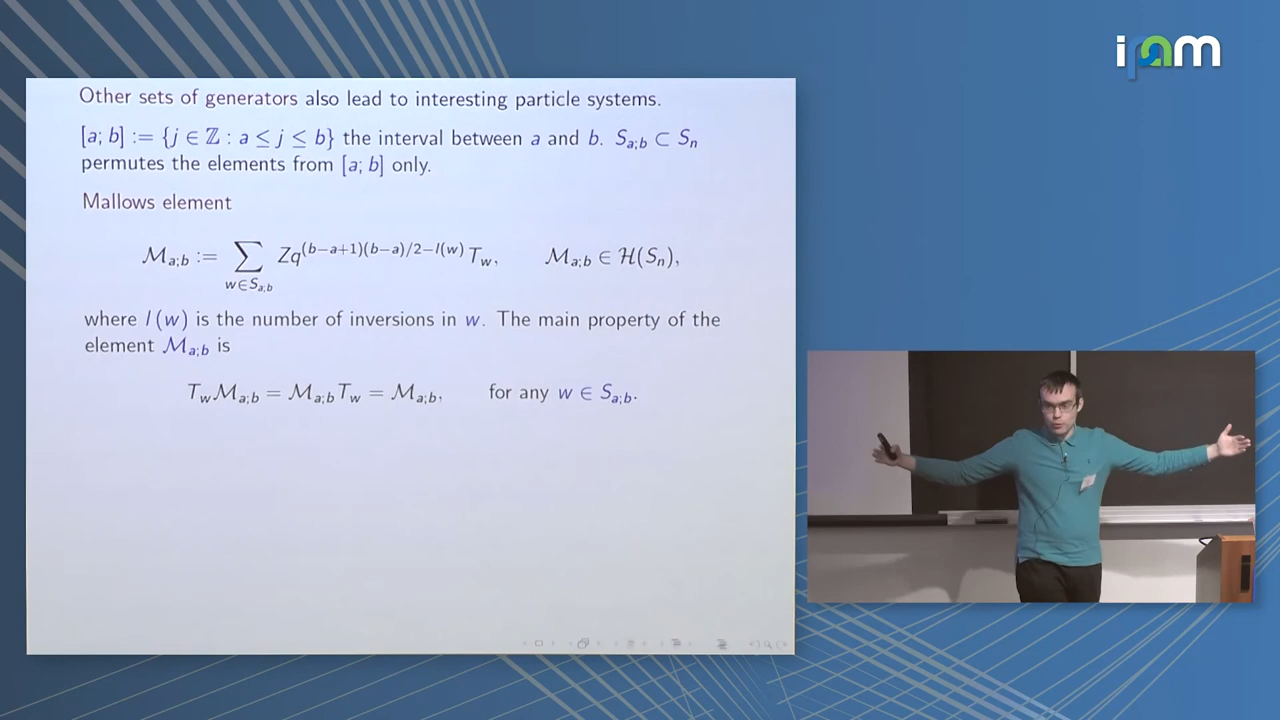 ipam
Other sets of generators also lead to interesting particle systems.
[a; b] := {j ∈ ℤ : a ≤ j ≤ b} the interval between a and b. S_{a;b} ⊂ S_n
permutes the elements from [a; b] only.
Mallows element
ℳ_{a;b} := ∑_{w∈S_{a;b}} Zq^{(b−a+1)(b−a)/2−l(w)} T_w, ℳ_{a;b} ∈ ℋ(S_n),
where l(w) is the number of inversions in w. The main property of the
element ℳ_{a;b} is
T_w ℳ_{a;b} = ℳ_{a;b} T_w = ℳ_{a;b}, for any w ∈ S_{a;b}.